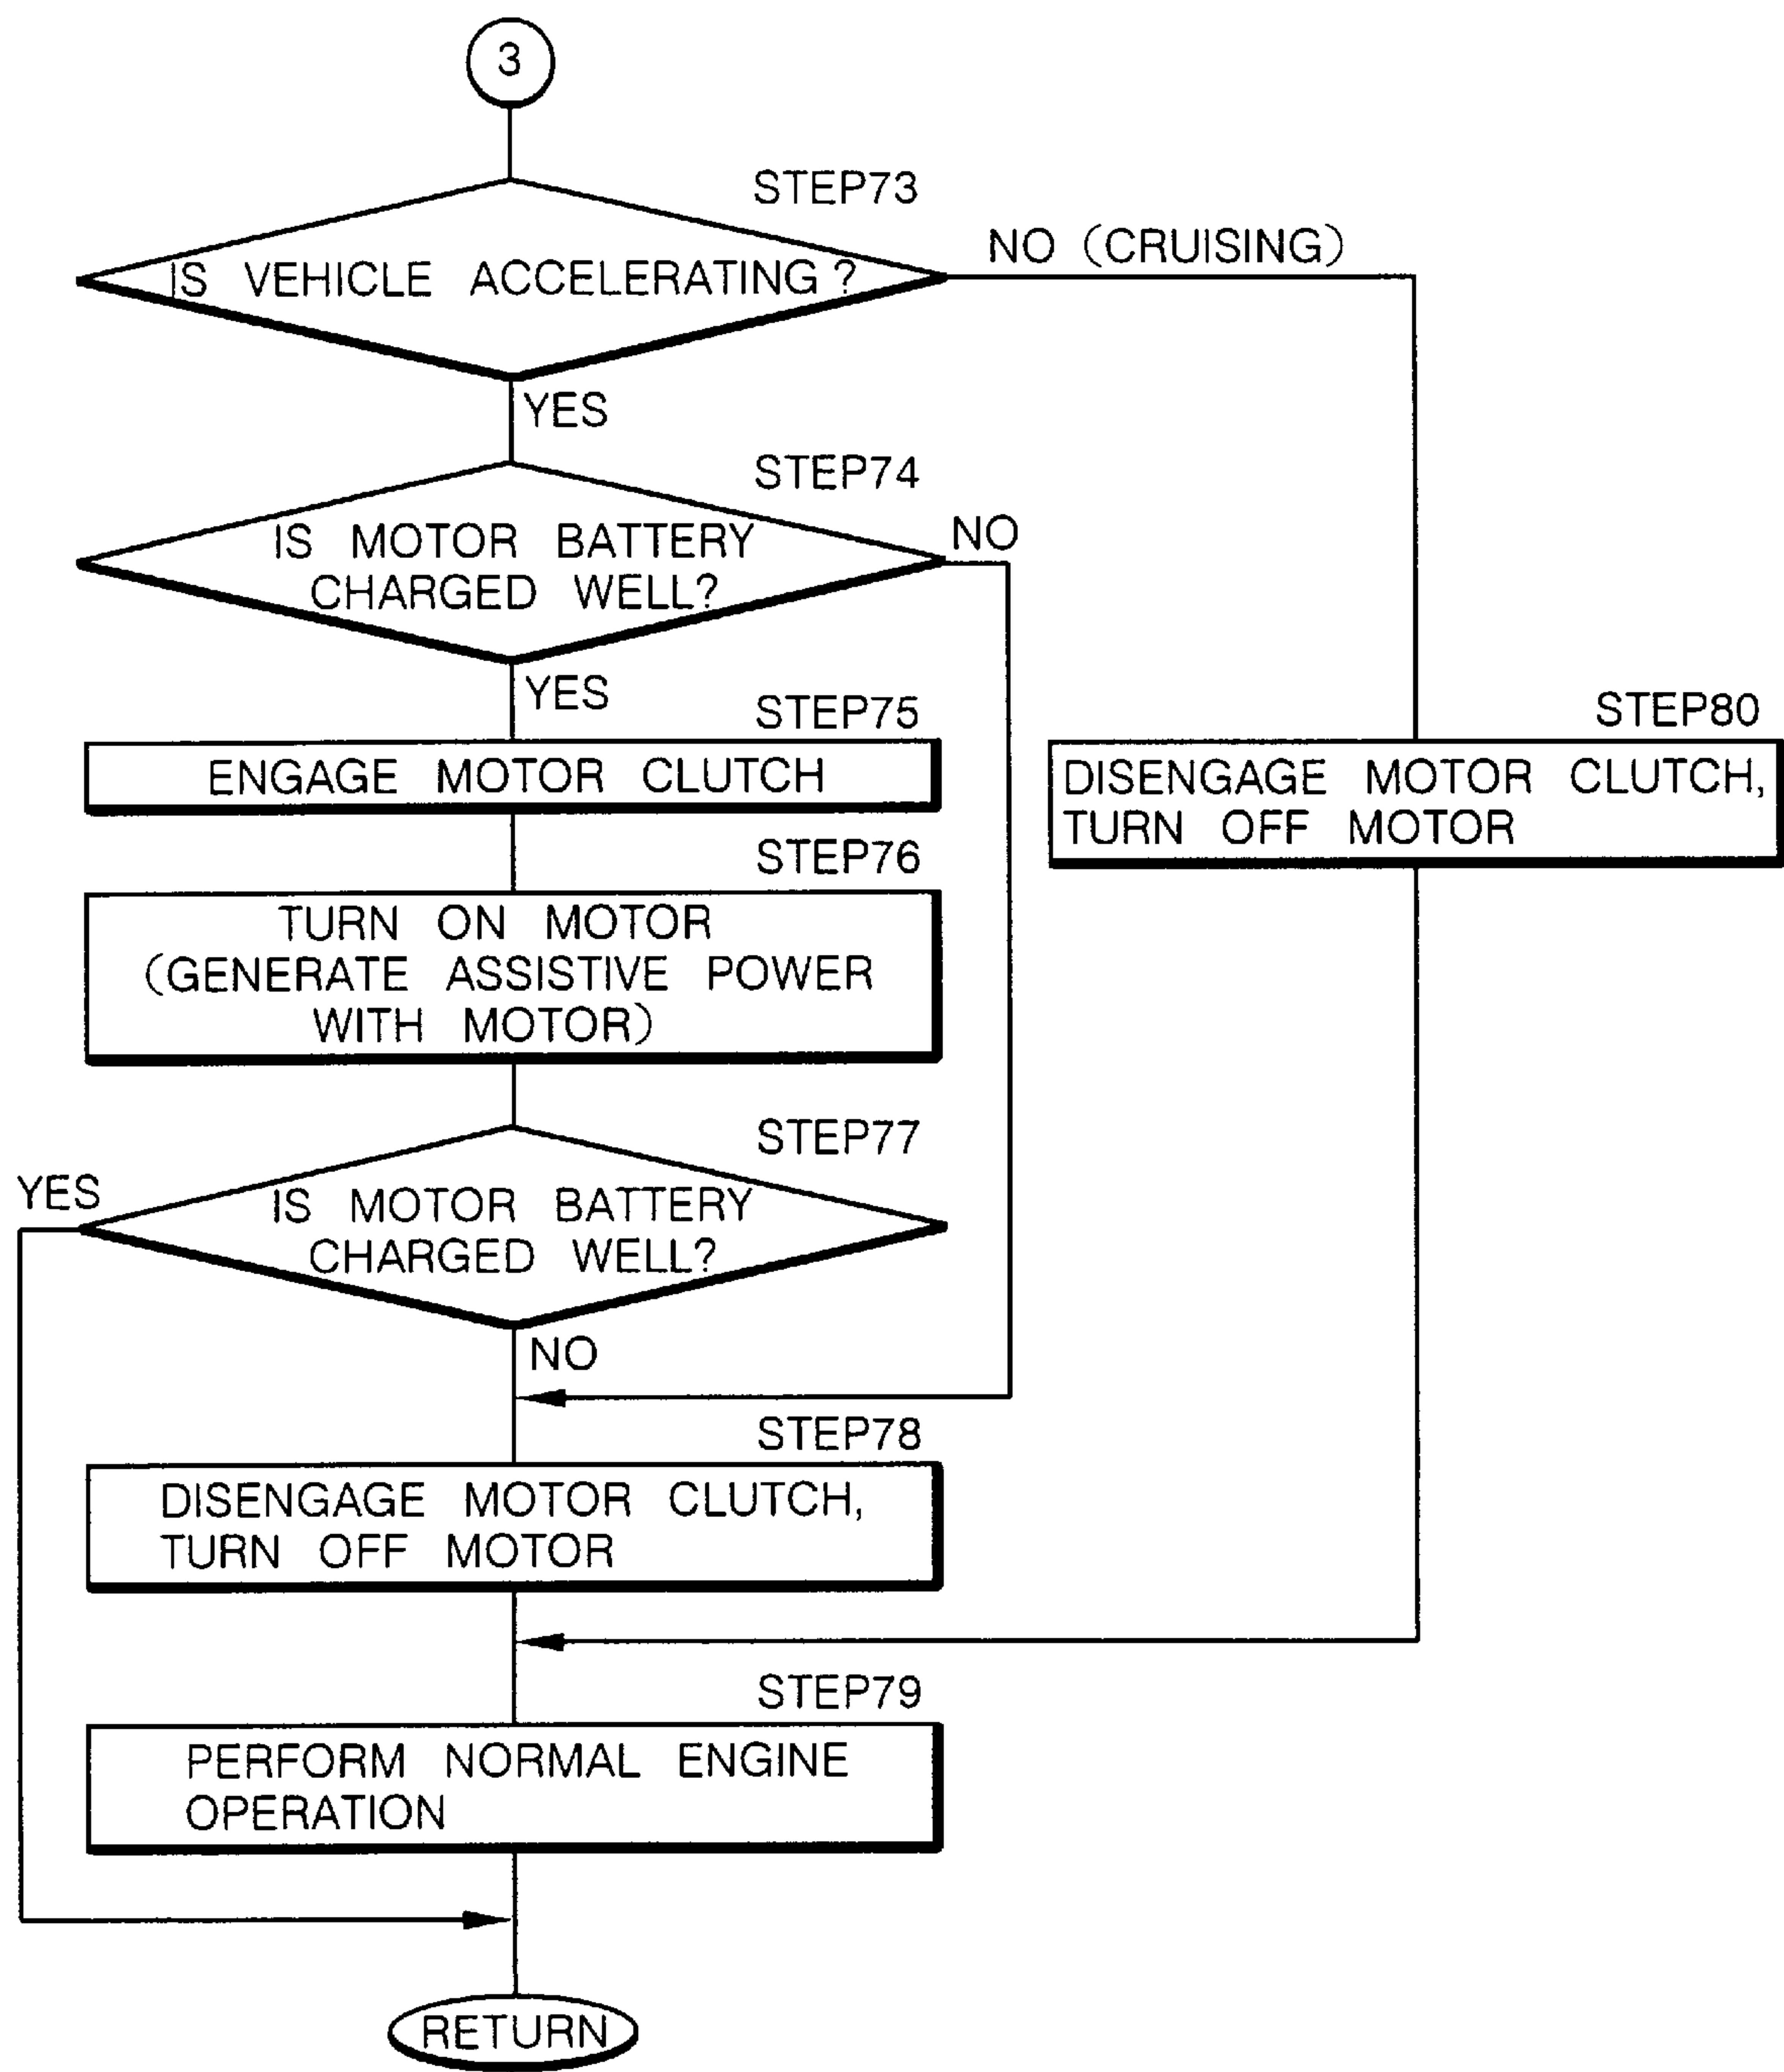 3
STEP73
IS VEHICLE ACCELERATING?
NO (CRUISING)
YES
STEP74
IS MOTOR BATTERY
CHARGED WELL?
NO
YES
STEP75
ENGAGE MOTOR CLUTCH
STEP80
DISENGAGE MOTOR CLUTCH,
TURN OFF MOTOR
STEP76
TURN ON MOTOR
(GENERATE ASSISTIVE POWER
WITH MOTOR)
STEP77
YES
IS MOTOR BATTERY
CHARGED WELL?
NO
STEP78
DISENGAGE MOTOR CLUTCH,
TURN OFF MOTOR
STEP79
PERFORM NORMAL ENGINE
OPERATION
RETURN